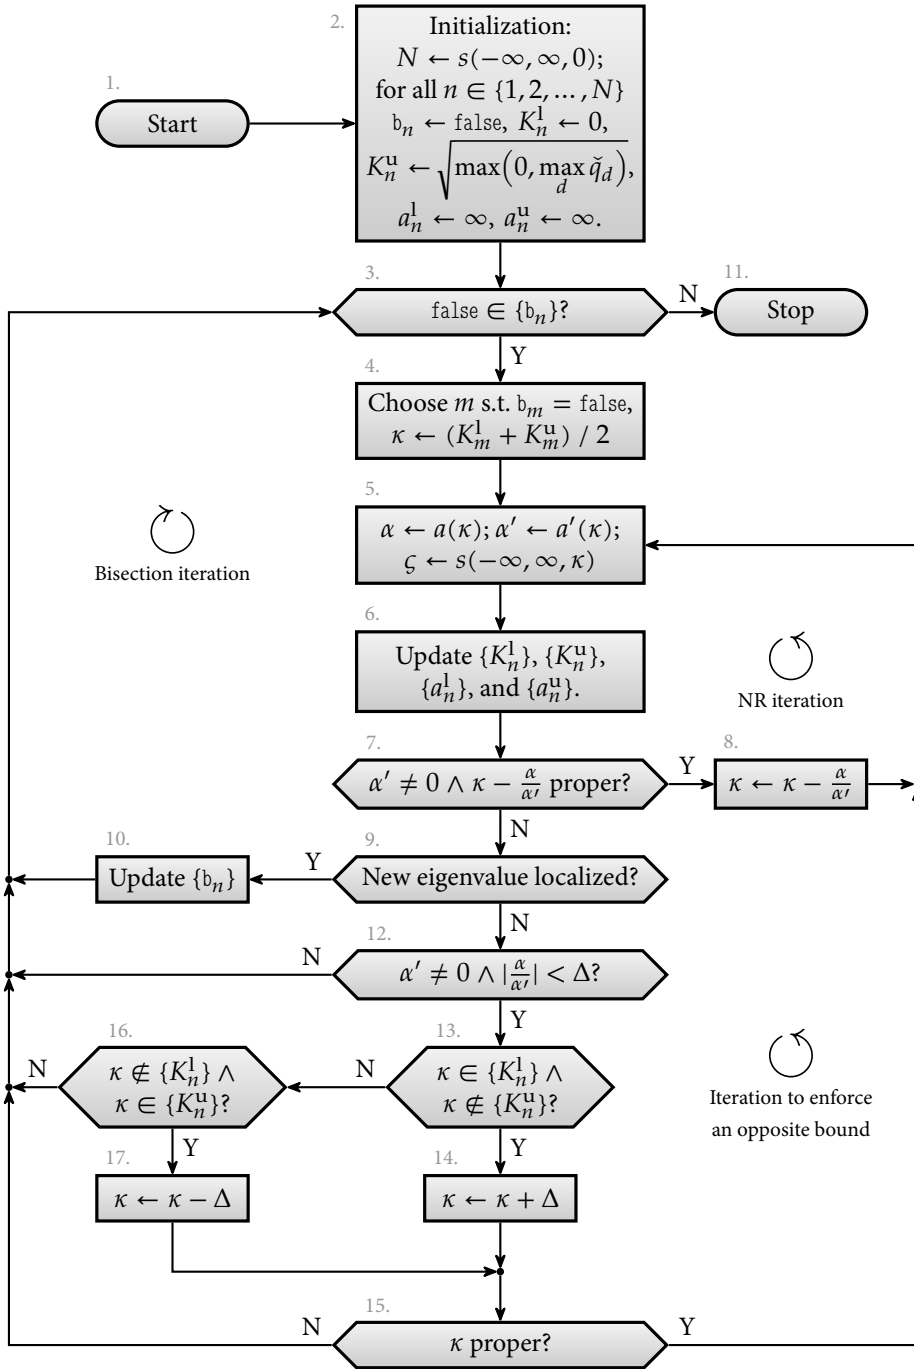 1.
Start
2.
Initialization:
N ← s(−∞, ∞, 0);
for all n ∈ {1, 2, … , N}
b_n ← false, K_n^l ← 0,
K_n^u ← √(max(0, max_d q̌_d)),
a_n^l ← ∞, a_n^u ← ∞.
3.
false ∈ {b_n}?
N
11.
Stop
Y
4.
Choose m s.t. b_m = false,
κ ← (K_m^l + K_m^u) / 2
5.
α ← a(κ); α′ ← a′(κ);
ς ← s(−∞, ∞, κ)
Bisection iteration
6.
Update {K_n^l}, {K_n^u},
{a_n^l}, and {a_n^u}.
NR iteration
7.
α′ ≠ 0 ∧ κ − α/α′ proper?
Y
8.
κ ← κ − α/α′
N
9.
New eigenvalue localized?
Y
10.
Update {b_n}
N
12.
α′ ≠ 0 ∧ |α/α′| < Δ?
N
Y
13.
κ ∈ {K_n^l} ∧
κ ∉ {K_n^u}?
N
16.
κ ∉ {K_n^l} ∧
κ ∈ {K_n^u}?
N
Iteration to enforce
an opposite bound
Y
17.
κ ← κ − Δ
Y
14.
κ ← κ + Δ
15.
κ proper?
N
Y